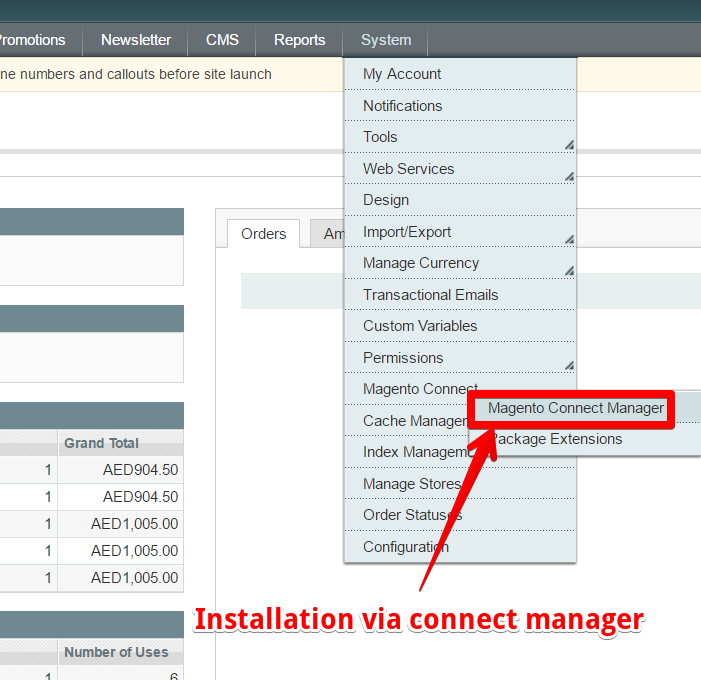 Promotions Newsletter CMS Reports System
ne numbers and callouts before site launch
My Account
Notifications
Tools
Web Services
Design
Import/Export
Manage Currency
Transactional Emails
Custom Variables
Permissions
Magento Connect
Magento Connect Manager
Package Extensions
Cache Manager
Index Managem
Manage Stores
Order Statuses
Configuration
Orders Am
Grand Total
1 AED904.50
1 AED904.50
1 AED1,005.00
1 AED1,005.00
1 AED1,005.00
Installation via connect manager
Number of Uses
1 6